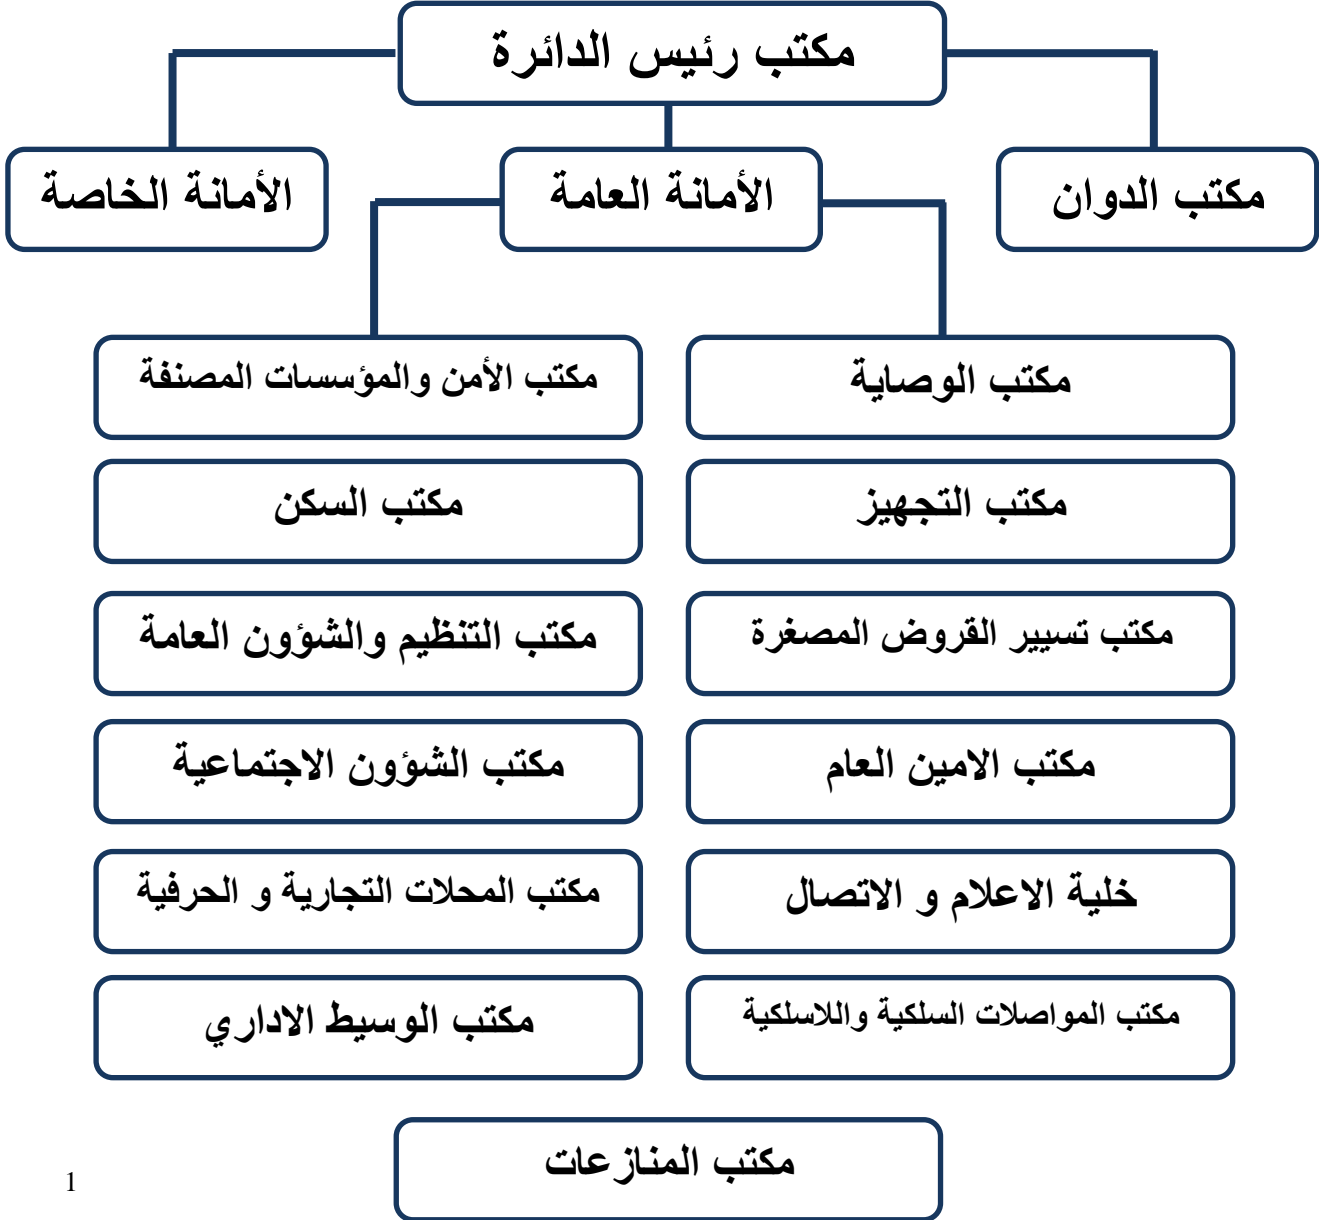 مكتب رئيس الدائرة
مكتب الدوان
الأمانة العامة
الأمانة الخاصة
مكتب الوصاية
مكتب الأمن والمؤسسات المصنفة
مكتب التجهيز
مكتب السكن
مكتب تسيير القروض المصغرة
مكتب التنظيم والشؤون العامة
مكتب الامين العام
مكتب الشؤون الاجتماعية
خلية الاعلام و الاتصال
مكتب المحلات التجارية و الحرفية
مكتب المواصلات السلكية واللاسلكية
مكتب الوسيط الاداري
مكتب المنازعات
1